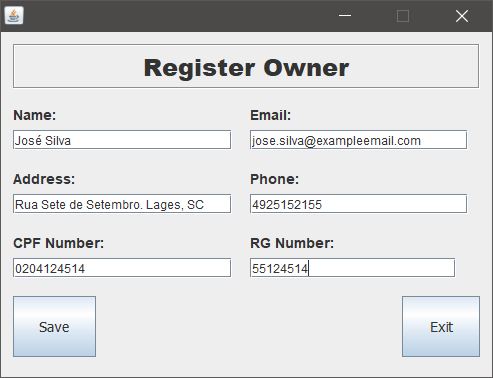 Register Owner
Name:
Email:
José Silva
jose.silva@exampleemail.com
Address:
Phone:
Rua Sete de Setembro. Lages, SC
4925152155
CPF Number:
RG Number:
0204124514
55124514
Save
Exit